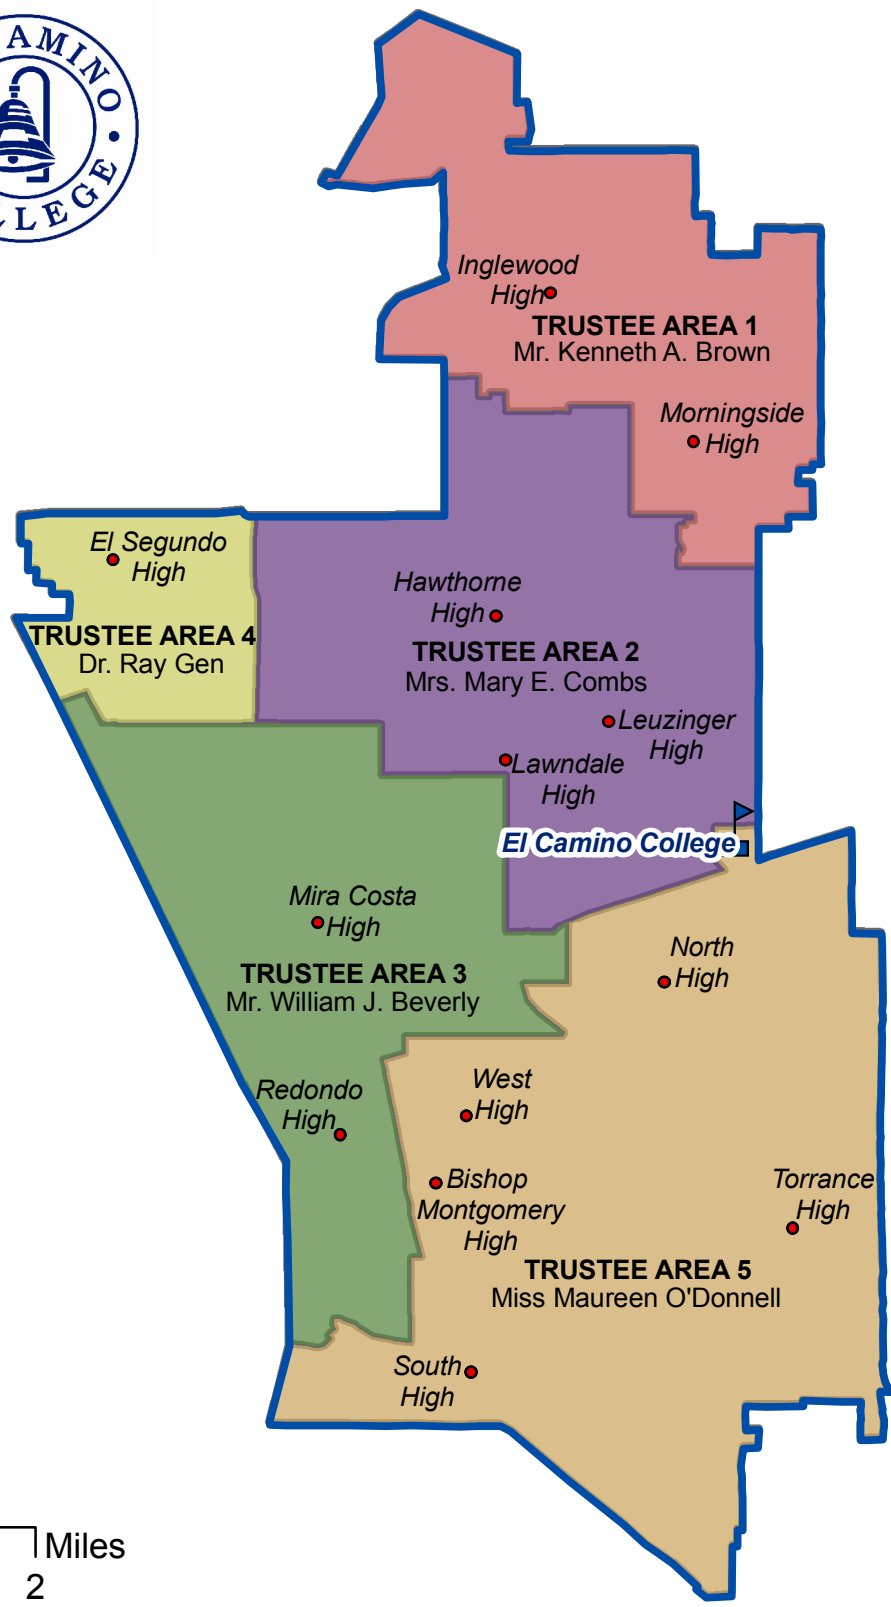 AMINO
LLEGE
Inglewood
High
TRUSTEE AREA 1
Mr. Kenneth A. Brown
Morningside
High
El Segundo
High
TRUSTEE AREA 4
Dr. Ray Gen
Hawthorne
High
TRUSTEE AREA 2
Mrs. Mary E. Combs
Leuzinger
High
Lawndale
High
El Camino College
Mira Costa
High
TRUSTEE AREA 3
Mr. William J. Beverly
North
High
Redondo
High
West
High
Bishop
Montgomery
High
Torrance
High
TRUSTEE AREA 5
Miss Maureen O'Donnell
South
High
Miles
2